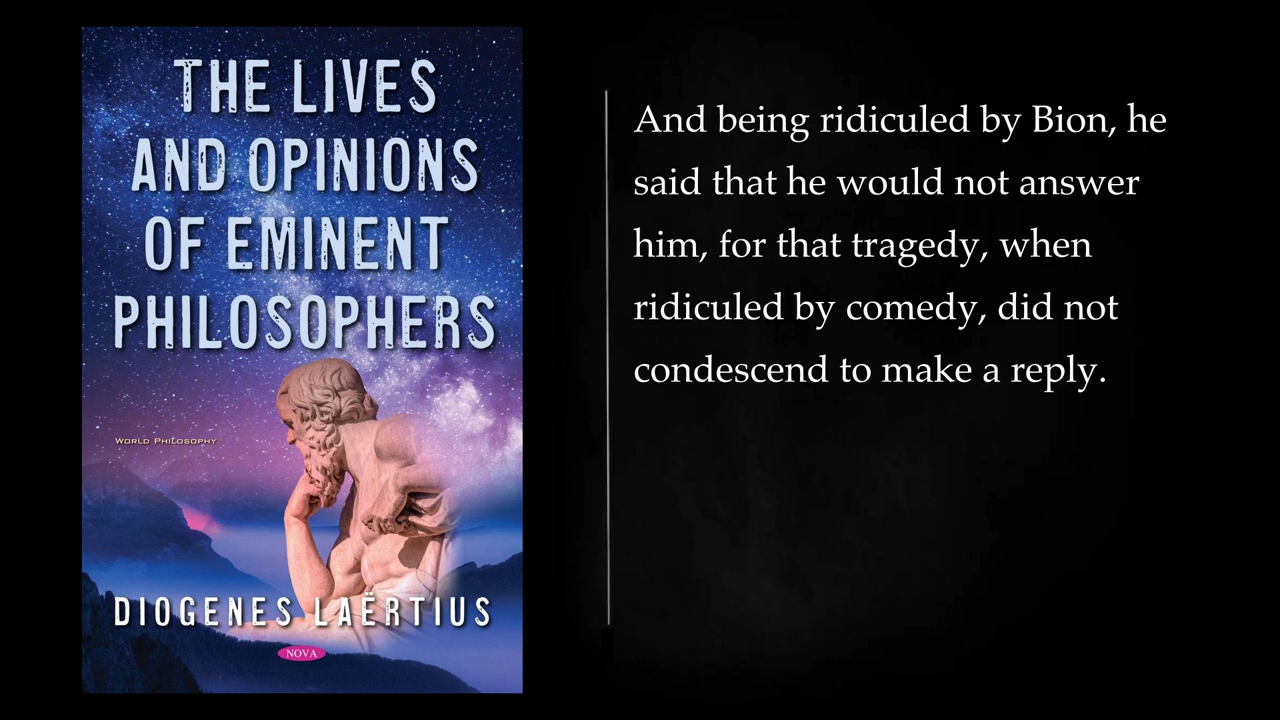 THE LIVES
AND OPINIONS
OF EMINENT
PHILOSOPHERS
WORLD PHILOSOPHY
DIOGENES LAËRTIUS
NOVA
And being ridiculed by Bion, he
said that he would not answer
him, for that tragedy, when
ridiculed by comedy, did not
condescend to make a reply.